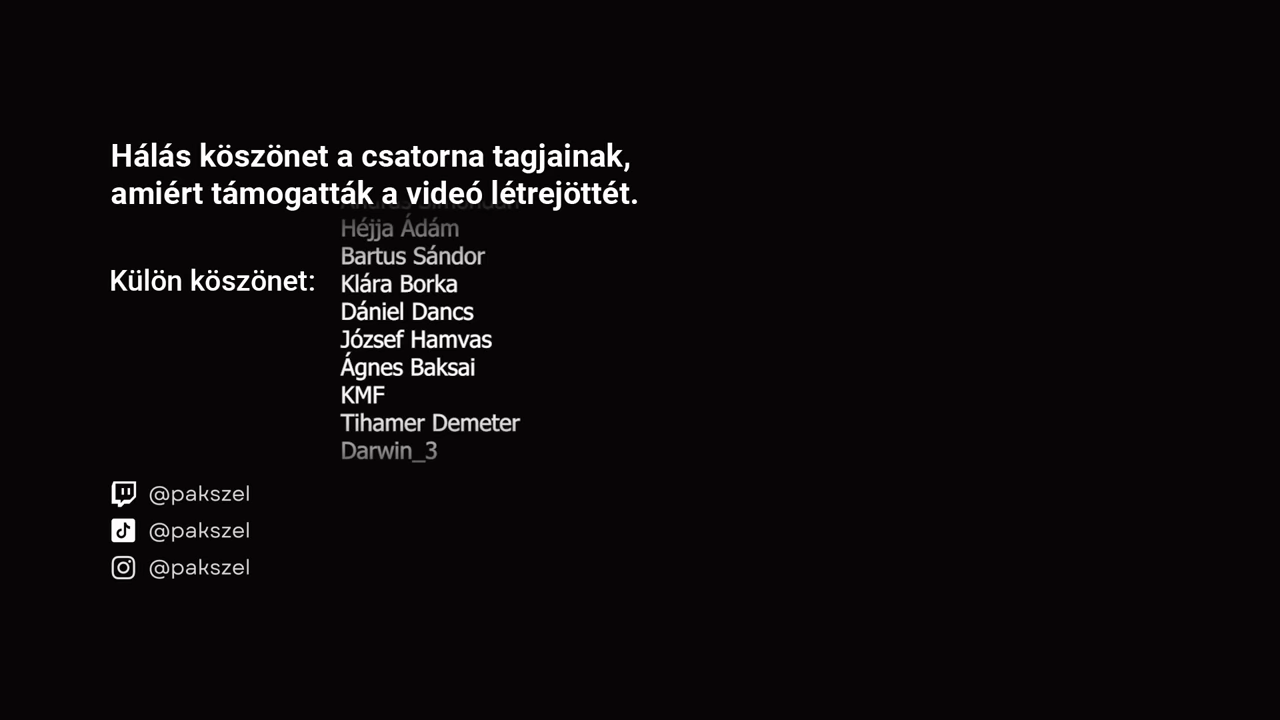 Hálás köszönet a csatorna tagjainak,
amiért támogatták a videó létrejöttét.
Külön köszönet:
Héjja Ádám
Bartus Sándor
Klára Borka
Dániel Dancs
József Hamvas
Ágnes Baksai
KMF
Tihamer Demeter
Darwin_3
@pakszel
@pakszel
@pakszel